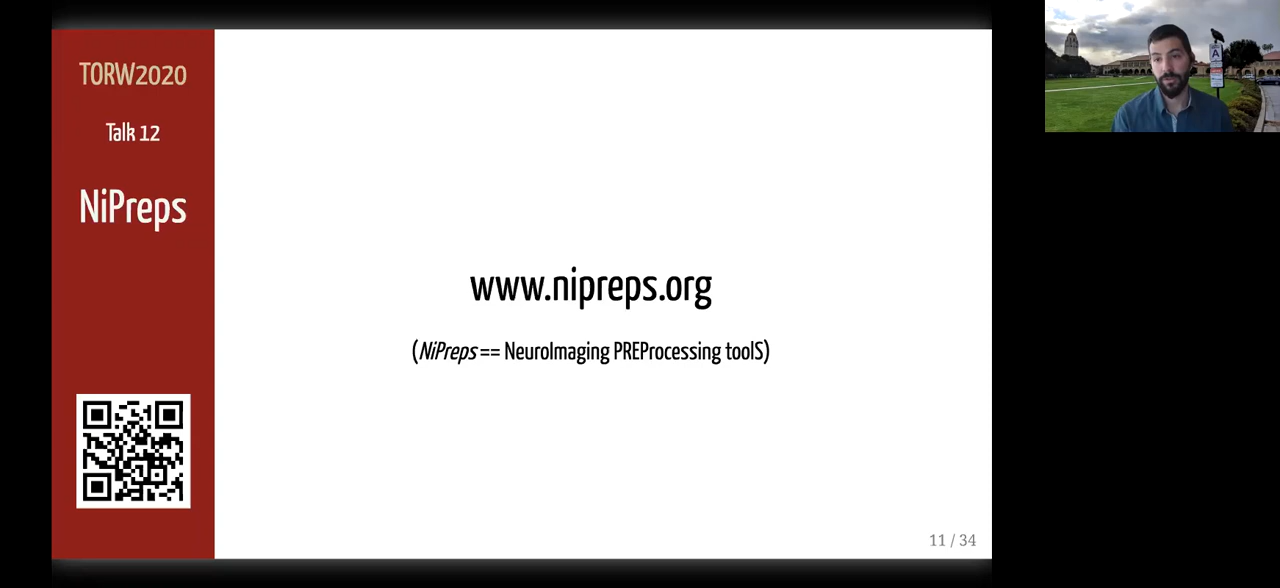 TORW2020
Talk 12
NiPreps
www.nipreps.org
(NiPreps == NeuroImaging PREProcessing toolS)
11 / 34
A